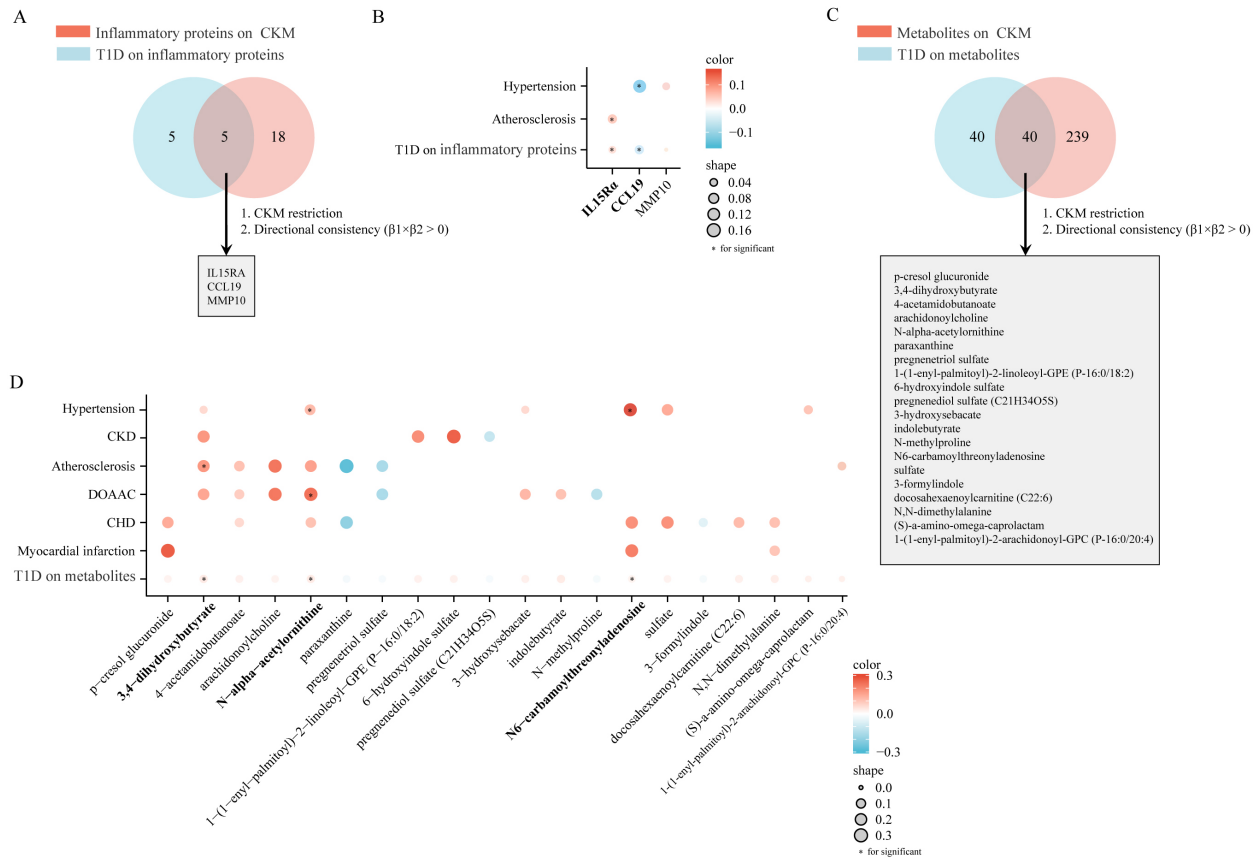 A
Inflammatory proteins on CKM
T1D on inflammatory proteins
5
5
18
1. CKM restriction
2. Directional consistency (β1×β2 > 0)
IL15RA
CCL19
MMP10
B
Hypertension
Atherosclerosis
T1D on inflammatory proteins
IL15Rα
CCL19
MMP10
color
0.1
0.0
−0.1
shape
0.04
0.08
0.12
0.16
* for significant
C
Metabolites on CKM
T1D on metabolites
40
40
239
1. CKM restriction
2. Directional consistency (β1×β2 > 0)
p-cresol glucuronide
3,4-dihydroxybutyrate
4-acetamidobutanoate
arachidonoylcholine
N-alpha-acetylornithine
paraxanthine
pregnenetriol sulfate
1-(1-enyl-palmitoyl)-2-linoleoyl-GPE (P-16:0/18:2)
6-hydroxyindole sulfate
pregnenediol sulfate (C21H34O5S)
3-hydroxysebacate
indolebutyrate
N-methylproline
N6-carbamoylthreonyladenosine
sulfate
3-formylindole
docosahexaenoylcarnitine (C22:6)
N,N-dimethylalanine
(S)-a-amino-omega-caprolactam
1-(1-enyl-palmitoyl)-2-arachidonoyl-GPC (P-16:0/20:4)
D
Hypertension
CKD
Atherosclerosis
DOAAC
CHD
Myocardial infarction
T1D on metabolites
p−cresol glucuronide
3,4−dihydroxybutyrate
4−acetamidobutanoate
arachidonoylcholine
N−alpha−acetylornithine
paraxanthine
pregnenetriol sulfate
1−(1−enyl−palmitoyl)−2−linoleoyl−GPE (P−16:0/18:2)
6−hydroxyindole sulfate
pregnenediol sulfate (C21H34O5S)
3−hydroxysebacate
indolebutyrate
N−methylproline
N6−carbamoylthreonyladenosine
sulfate
3−formylindole
docosahexaenoylcarnitine (C22:6)
N,N−dimethylalanine
(S)−a−amino−omega−caprolactam
1-(1-enyl-palmitoyl)-2-arachidonoyl-GPC (P-16:0/20:4)
color
0.3
0.0
−0.3
shape
0.0
0.1
0.2
0.3
* for significant